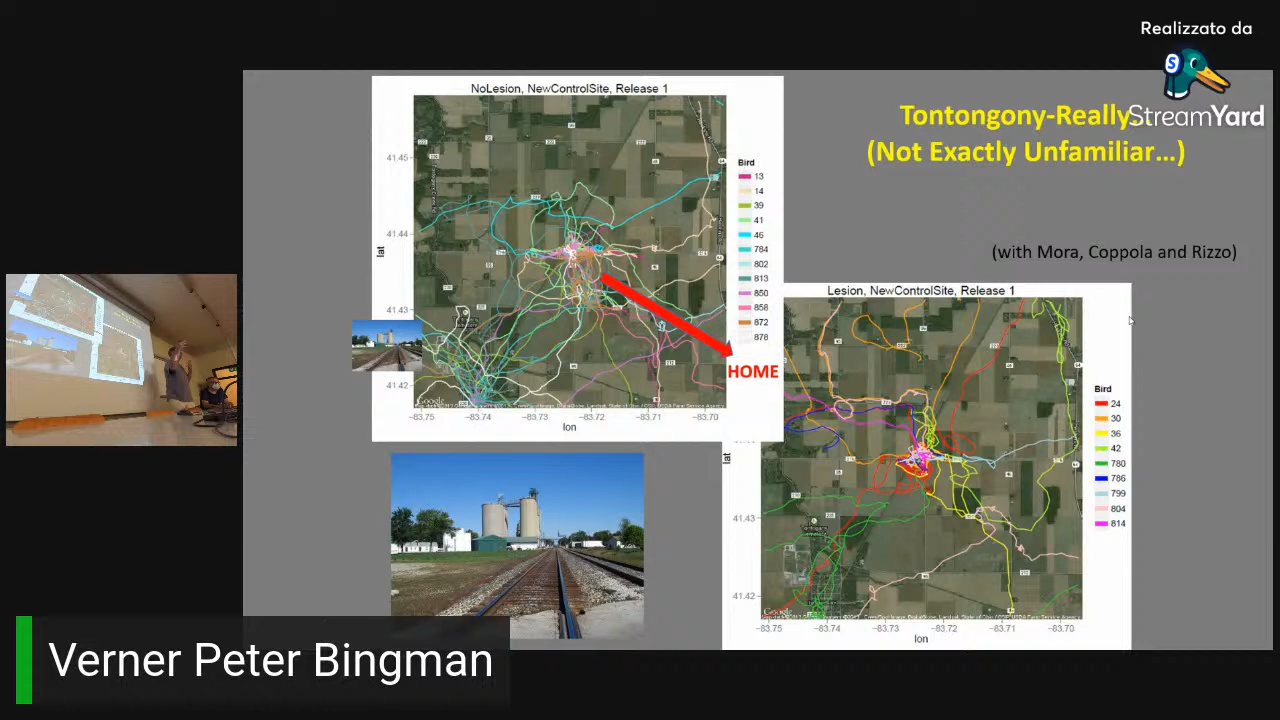 Realizzato da
StreamYard
Tontongony-Really...
(Not Exactly Unfamiliar…)
(with Mora, Coppola and Rizzo)
NoLesion, NewControlSite, Release 1
lat
41.45
41.44
41.43
41.42
−83.75
−83.74
−83.73
−83.72
−83.71
−83.70
lon
Google
Bird
13
14
39
41
46
784
802
813
850
858
872
878
HOME
Lesion, NewControlSite, Release 1
lat
41.43
41.42
−83.75
−83.74
−83.73
−83.72
−83.71
−83.70
lon
Google
Bird
24
30
36
42
780
786
799
804
814
Verner Peter Bingman